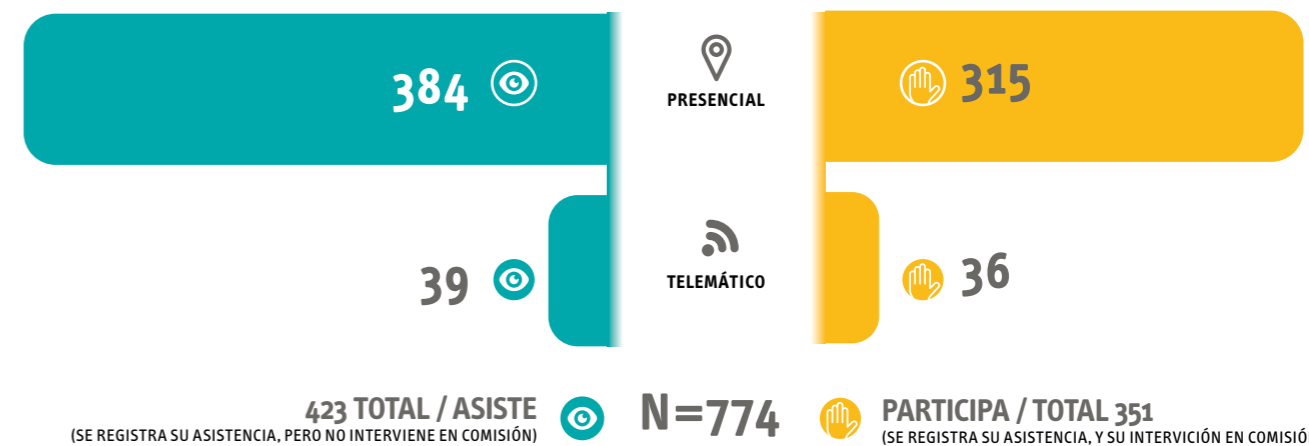 384
PRESENCIAL
315
39
TELEMÁTICO
36
423 TOTAL / ASISTE
(SE REGISTRA SU ASISTENCIA, PERO NO INTERVIENE EN COMISIÓN)
N=774
PARTICIPA / TOTAL 351
(SE REGISTRA SU ASISTENCIA, Y SU INTERVICIÓN EN COMISIÓ